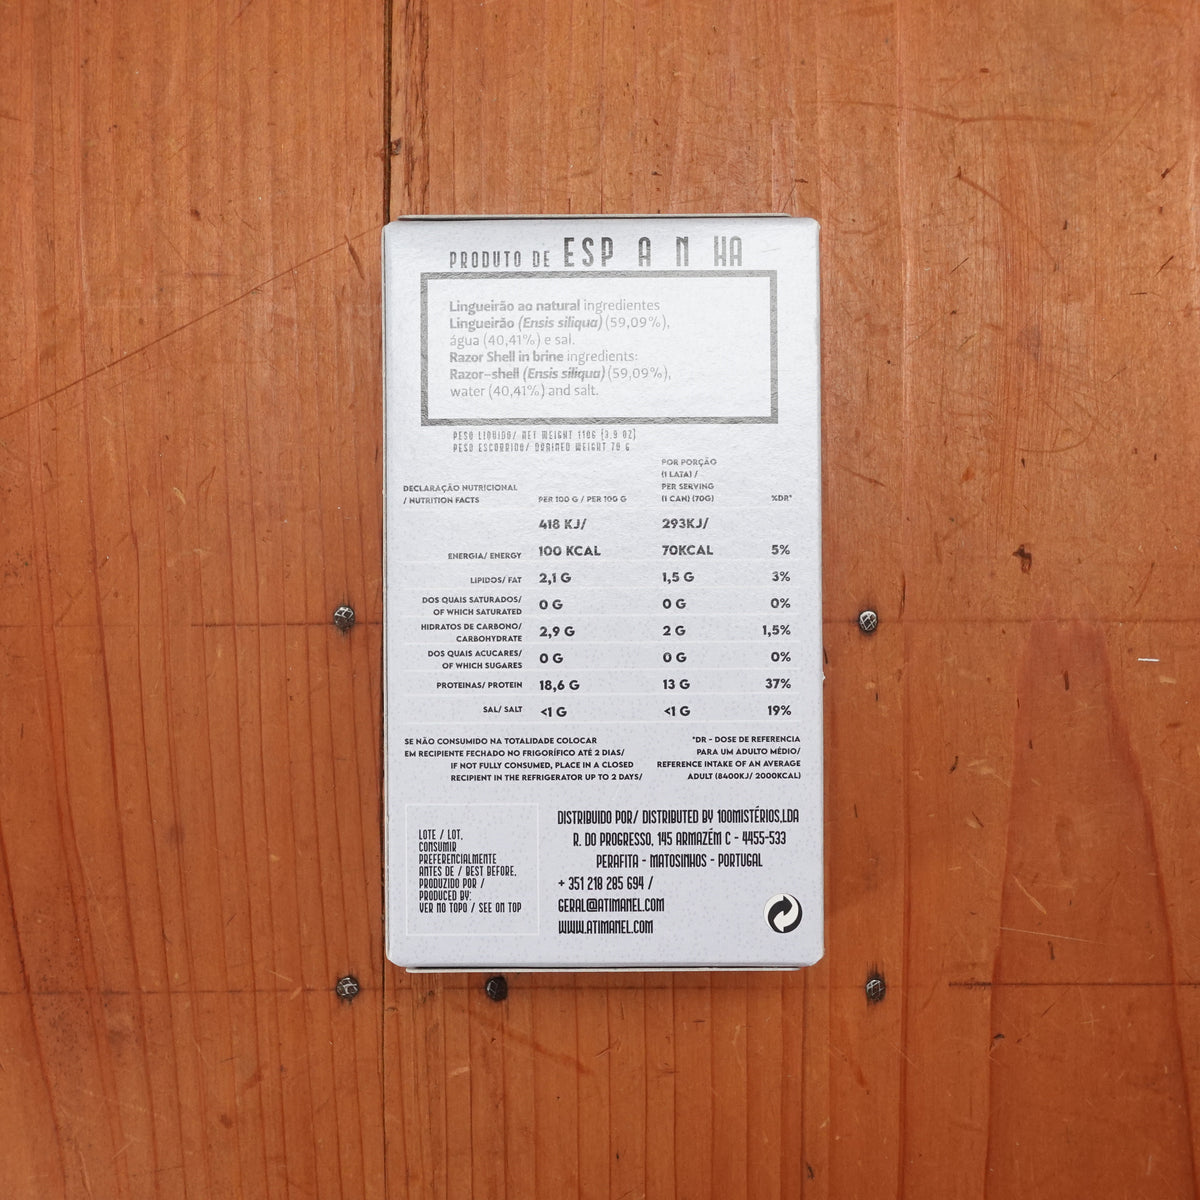 PRODUTO DE ESPANHA
Lingueirão ao natural ingredientes
Lingueirão (Ensis siliqua) (59,09%),
água (40,41%) e sal.
Razor Shell in brine ingredients:
Razor-shell (Ensis siliqua) (59,09%),
water (40,41%) and salt.
PESO LIQUIDO/ NET WEIGHT 110G (3,9 OZ)
PESO ESCORRIDO/ DRAINED WEIGHT 70 G
DECLARAÇÃO NUTRICIONAL
/ NUTRITION FACTS
PER 100 G / PER 100 G
POR PORÇÃO
(1 LATA) /
PER SERVING
(1 CAN) (70G)
%DR*
418 KJ/ 293KJ/
ENERGIA/ ENERGY 100 KCAL 70KCAL 5%
LIPIDOS/ FAT 2,1 G 1,5 G 3%
DOS QUAIS SATURADOS/
OF WHICH SATURATED 0 G 0 G 0%
HIDRATOS DE CARBONO/
CARBOHYDRATE 2,9 G 2 G 1,5%
DOS QUAIS ACUCARES/
OF WHICH SUGARES 0 G 0 G 0%
PROTEINAS/ PROTEIN 18,6 G 13 G 37%
SAL/ SALT <1 G <1 G 19%
SE NÃO CONSUMIDO NA TOTALIDADE COLOCAR
EM RECIPIENTE FECHADO NO FRIGORÍFICO ATÉ 2 DIAS/
IF NOT FULLY CONSUMED, PLACE IN A CLOSED
RECIPIENT IN THE REFRIGERATOR UP TO 2 DAYS/
*DR - DOSE DE REFERENCIA
PARA UM ADULTO MÉDIO/
REFERENCE INTAKE OF AN AVERAGE
ADULT (8400KJ/ 2000KCAL)
LOTE / LOT,
CONSUMIR
PREFERENCIALMENTE
ANTES DE / BEST BEFORE,
PRODUZIDO POR /
PRODUCED BY:
VER NO TOPO / SEE ON TOP
DISTRIBUIDO POR/ DISTRIBUTED BY 100MISTÉRIOS,LDA
R. DO PROGRESSO, 145 ARMAZÉM C - 4455-533
PERAFITA - MATOSINHOS - PORTUGAL
+ 351 218 285 694 /
GERAL@ATIMANEL.COM
WWW.ATIMANEL.COM